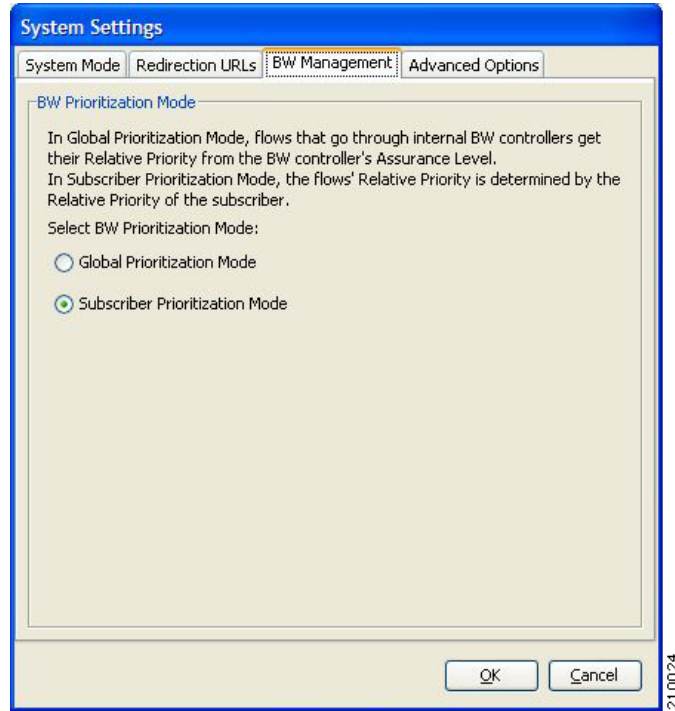 System Settings
System Mode
Redirection URLs
BW Management
Advanced Options
BW Prioritization Mode
In Global Prioritization Mode, flows that go through internal BW controllers get
their Relative Priority from the BW controller's Assurance Level.
In Subscriber Prioritization Mode, the flows' Relative Priority is determined by the
Relative Priority of the subscriber.
Select BW Prioritization Mode:
Global Prioritization Mode
Subscriber Prioritization Mode
OK
Cancel
210024